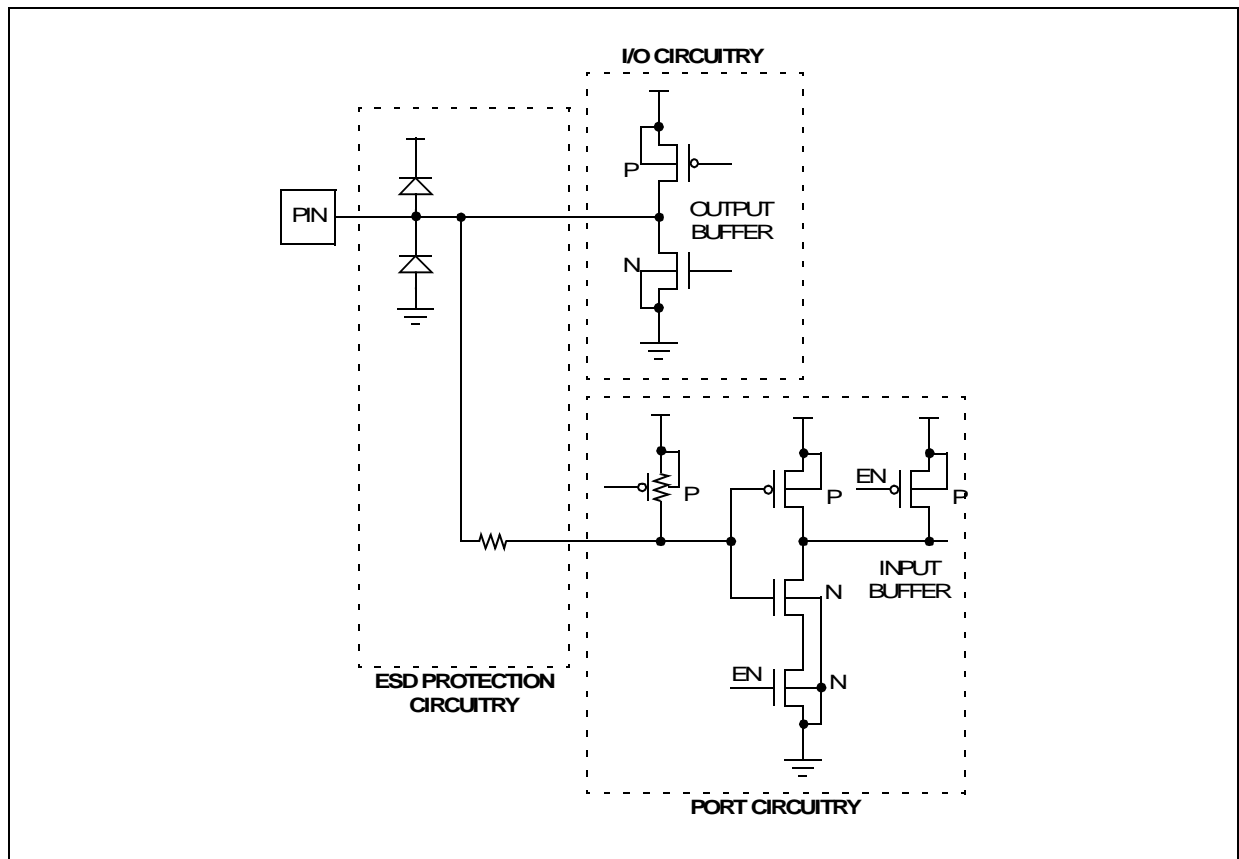 I/O CIRCUITRY
P
PIN
OUTPUT
BUFFER
N
EN
P
P
P
INPUT
BUFFER
N
EN
N
ESD PROTECTION
CIRCUITRY
PORT CIRCUITRY